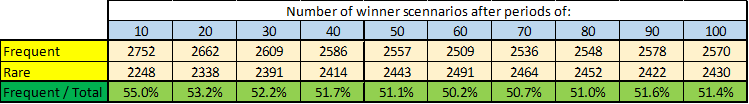 Number of winner scennarios after periods of:
10 20 30 40 50 60 70 80 90 100
Frequent 2752 2662 2609 2586 2557 2509 2536 2548 2578 2570
Rare 2248 2338 2391 2414 2443 2491 2464 2452 2422 2430
Frequent / Total 55.0% 53.2% 52.2% 51.7% 51.1% 50.2% 50.7% 51.0% 51.6% 51.4%